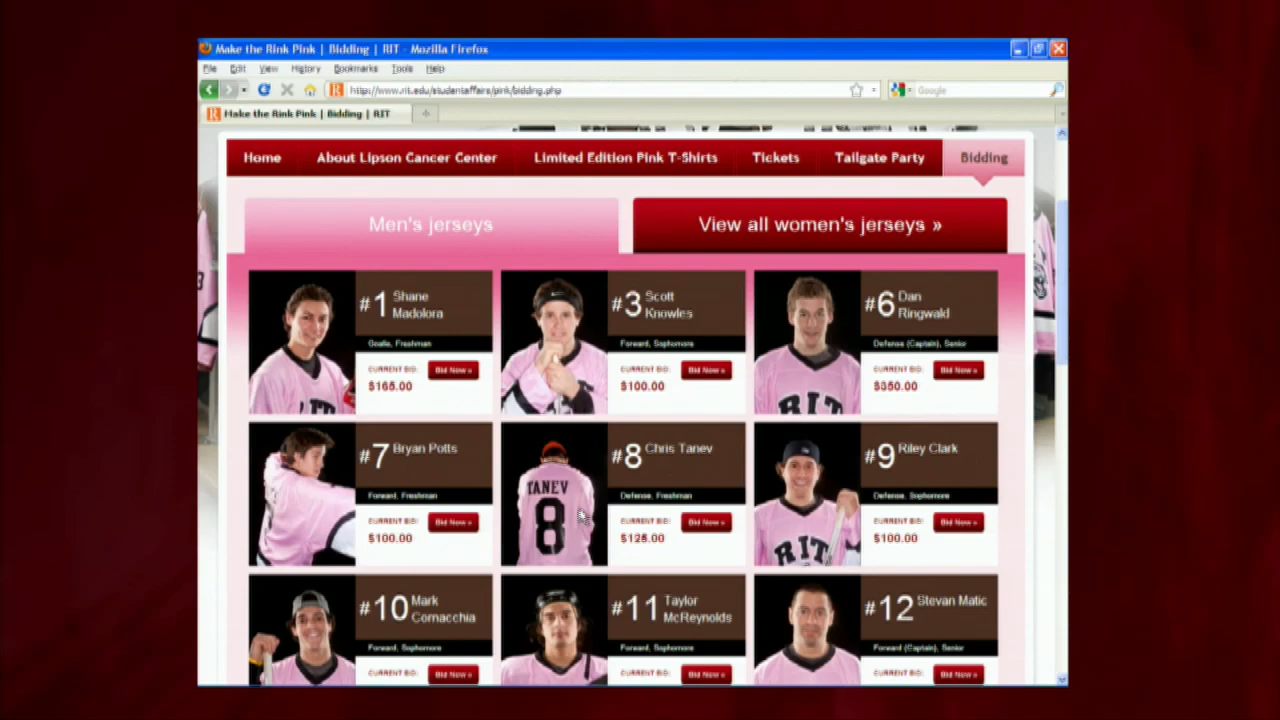 Make the Rink Pink | Bidding | RIT - Mozilla Firefox
File Edit View History Bookmarks Tools Help
http://www.rit.edu/studentaffairs/pink/bidding.php
Google
Make the Rink Pink | Bidding | RIT
Home About Lipson Cancer Center Limited Edition Pink T-Shirts Tickets Tailgate Party Bidding
Men's jerseys View all women's jerseys »
#1 Shane Madolora
Goalie, Freshman
CURRENT BID: Bid Now »
$165.00
RIT
#3 Scott Knowles
Forward, Sophomore
CURRENT BID: Bid Now »
$100.00
#6 Dan Ringwald
Defense (Captain), Senior
CURRENT BID: Bid Now »
$350.00
RIT
#7 Bryan Potts
Forward, Freshman
CURRENT BID: Bid Now »
$100.00
#8 Chris Tanev
Defense, Freshman
CURRENT BID: Bid Now »
$125.00
TANEV
8
#9 Riley Clark
Defense, Sophomore
CURRENT BID: Bid Now »
$100.00
RIT
#10 Mark Cornacchia
Forward, Sophomore
CURRENT BID: Bid Now »
#11 Taylor McReynolds
Forward, Sophomore
CURRENT BID: Bid Now »
#12 Stevan Matic
Forward (Captain), Senior
CURRENT BID: Bid Now »